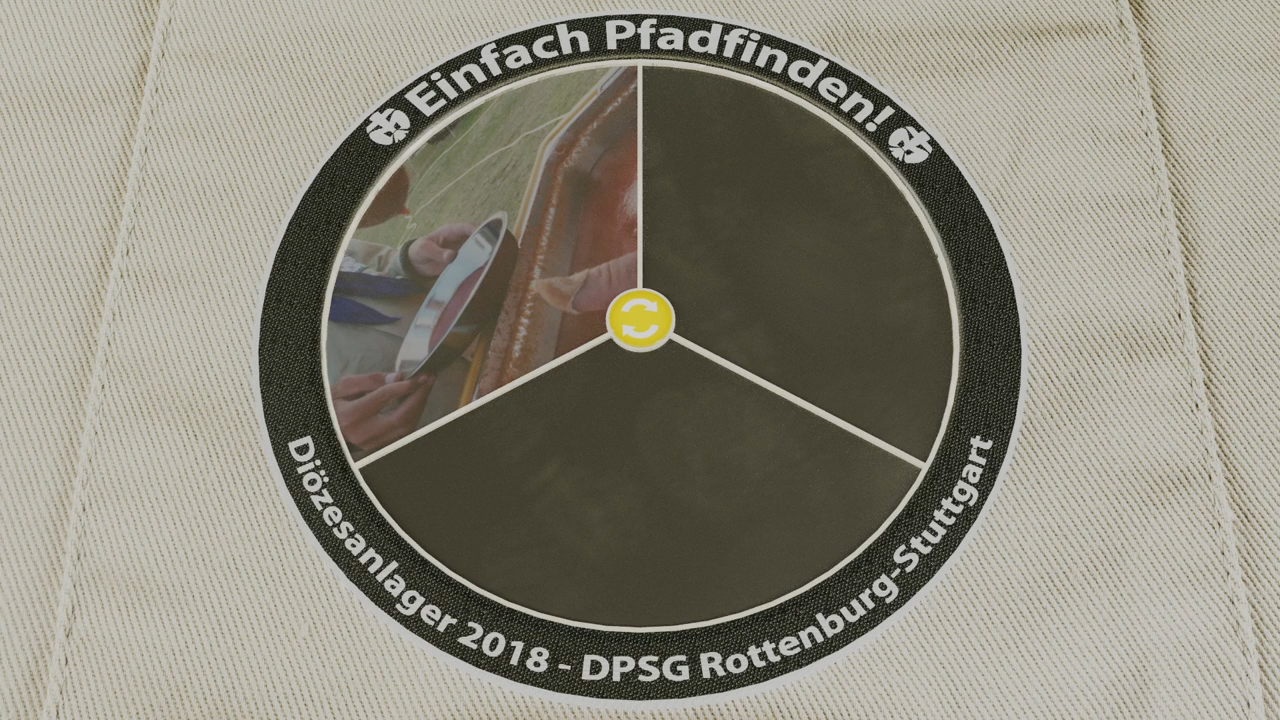 Einfach Pfadfinden!
Diözesanlager 2018 - DPSG Rottenburg-Stuttgart